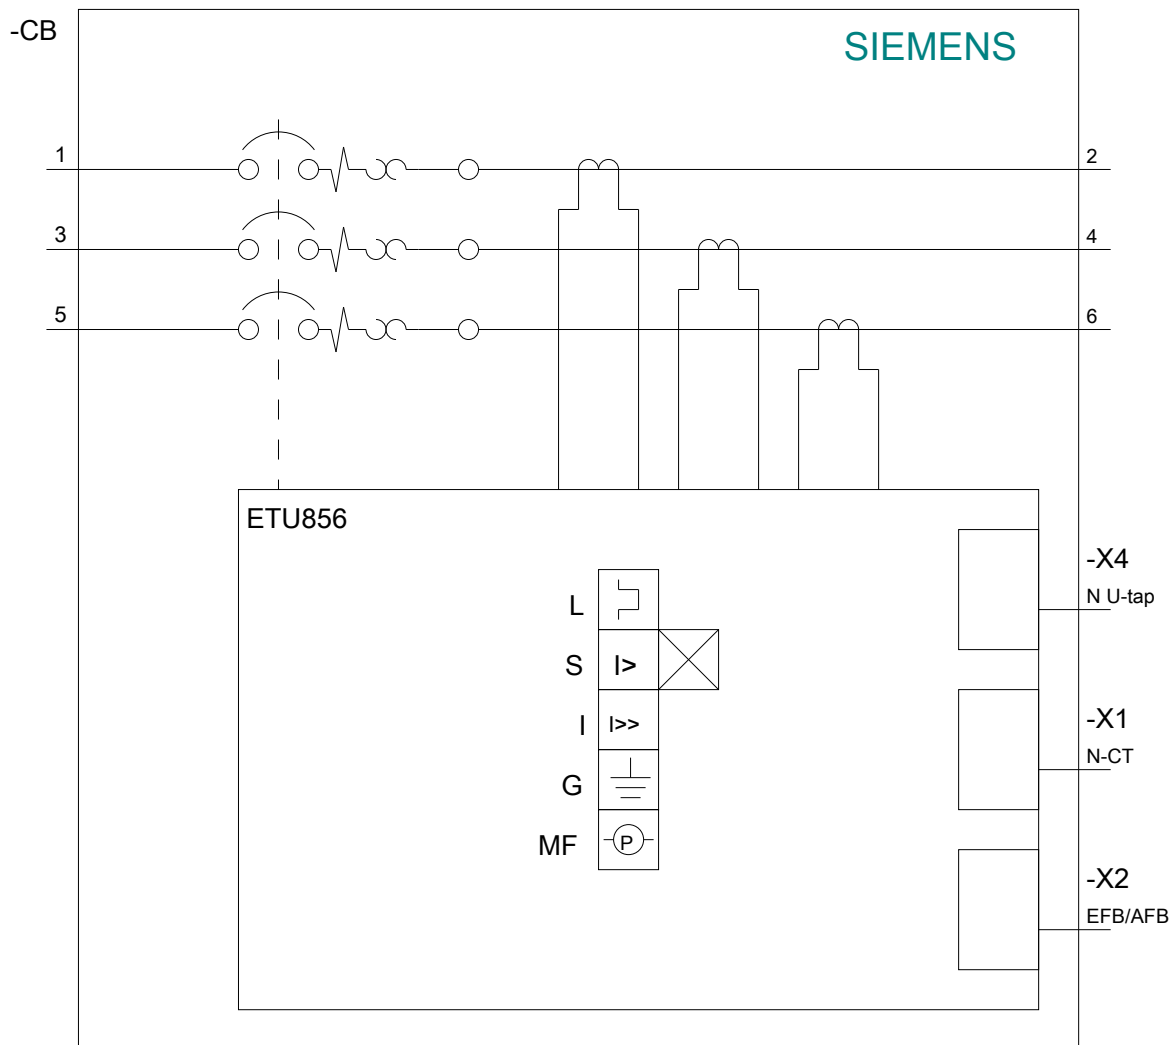 -CB
SIEMENS
1
2
3
4
5
6
ETU856
L
S I>
I I>>
G
MF P
-X4
N U-tap
-X1
N-CT
-X2
EFB/AFB